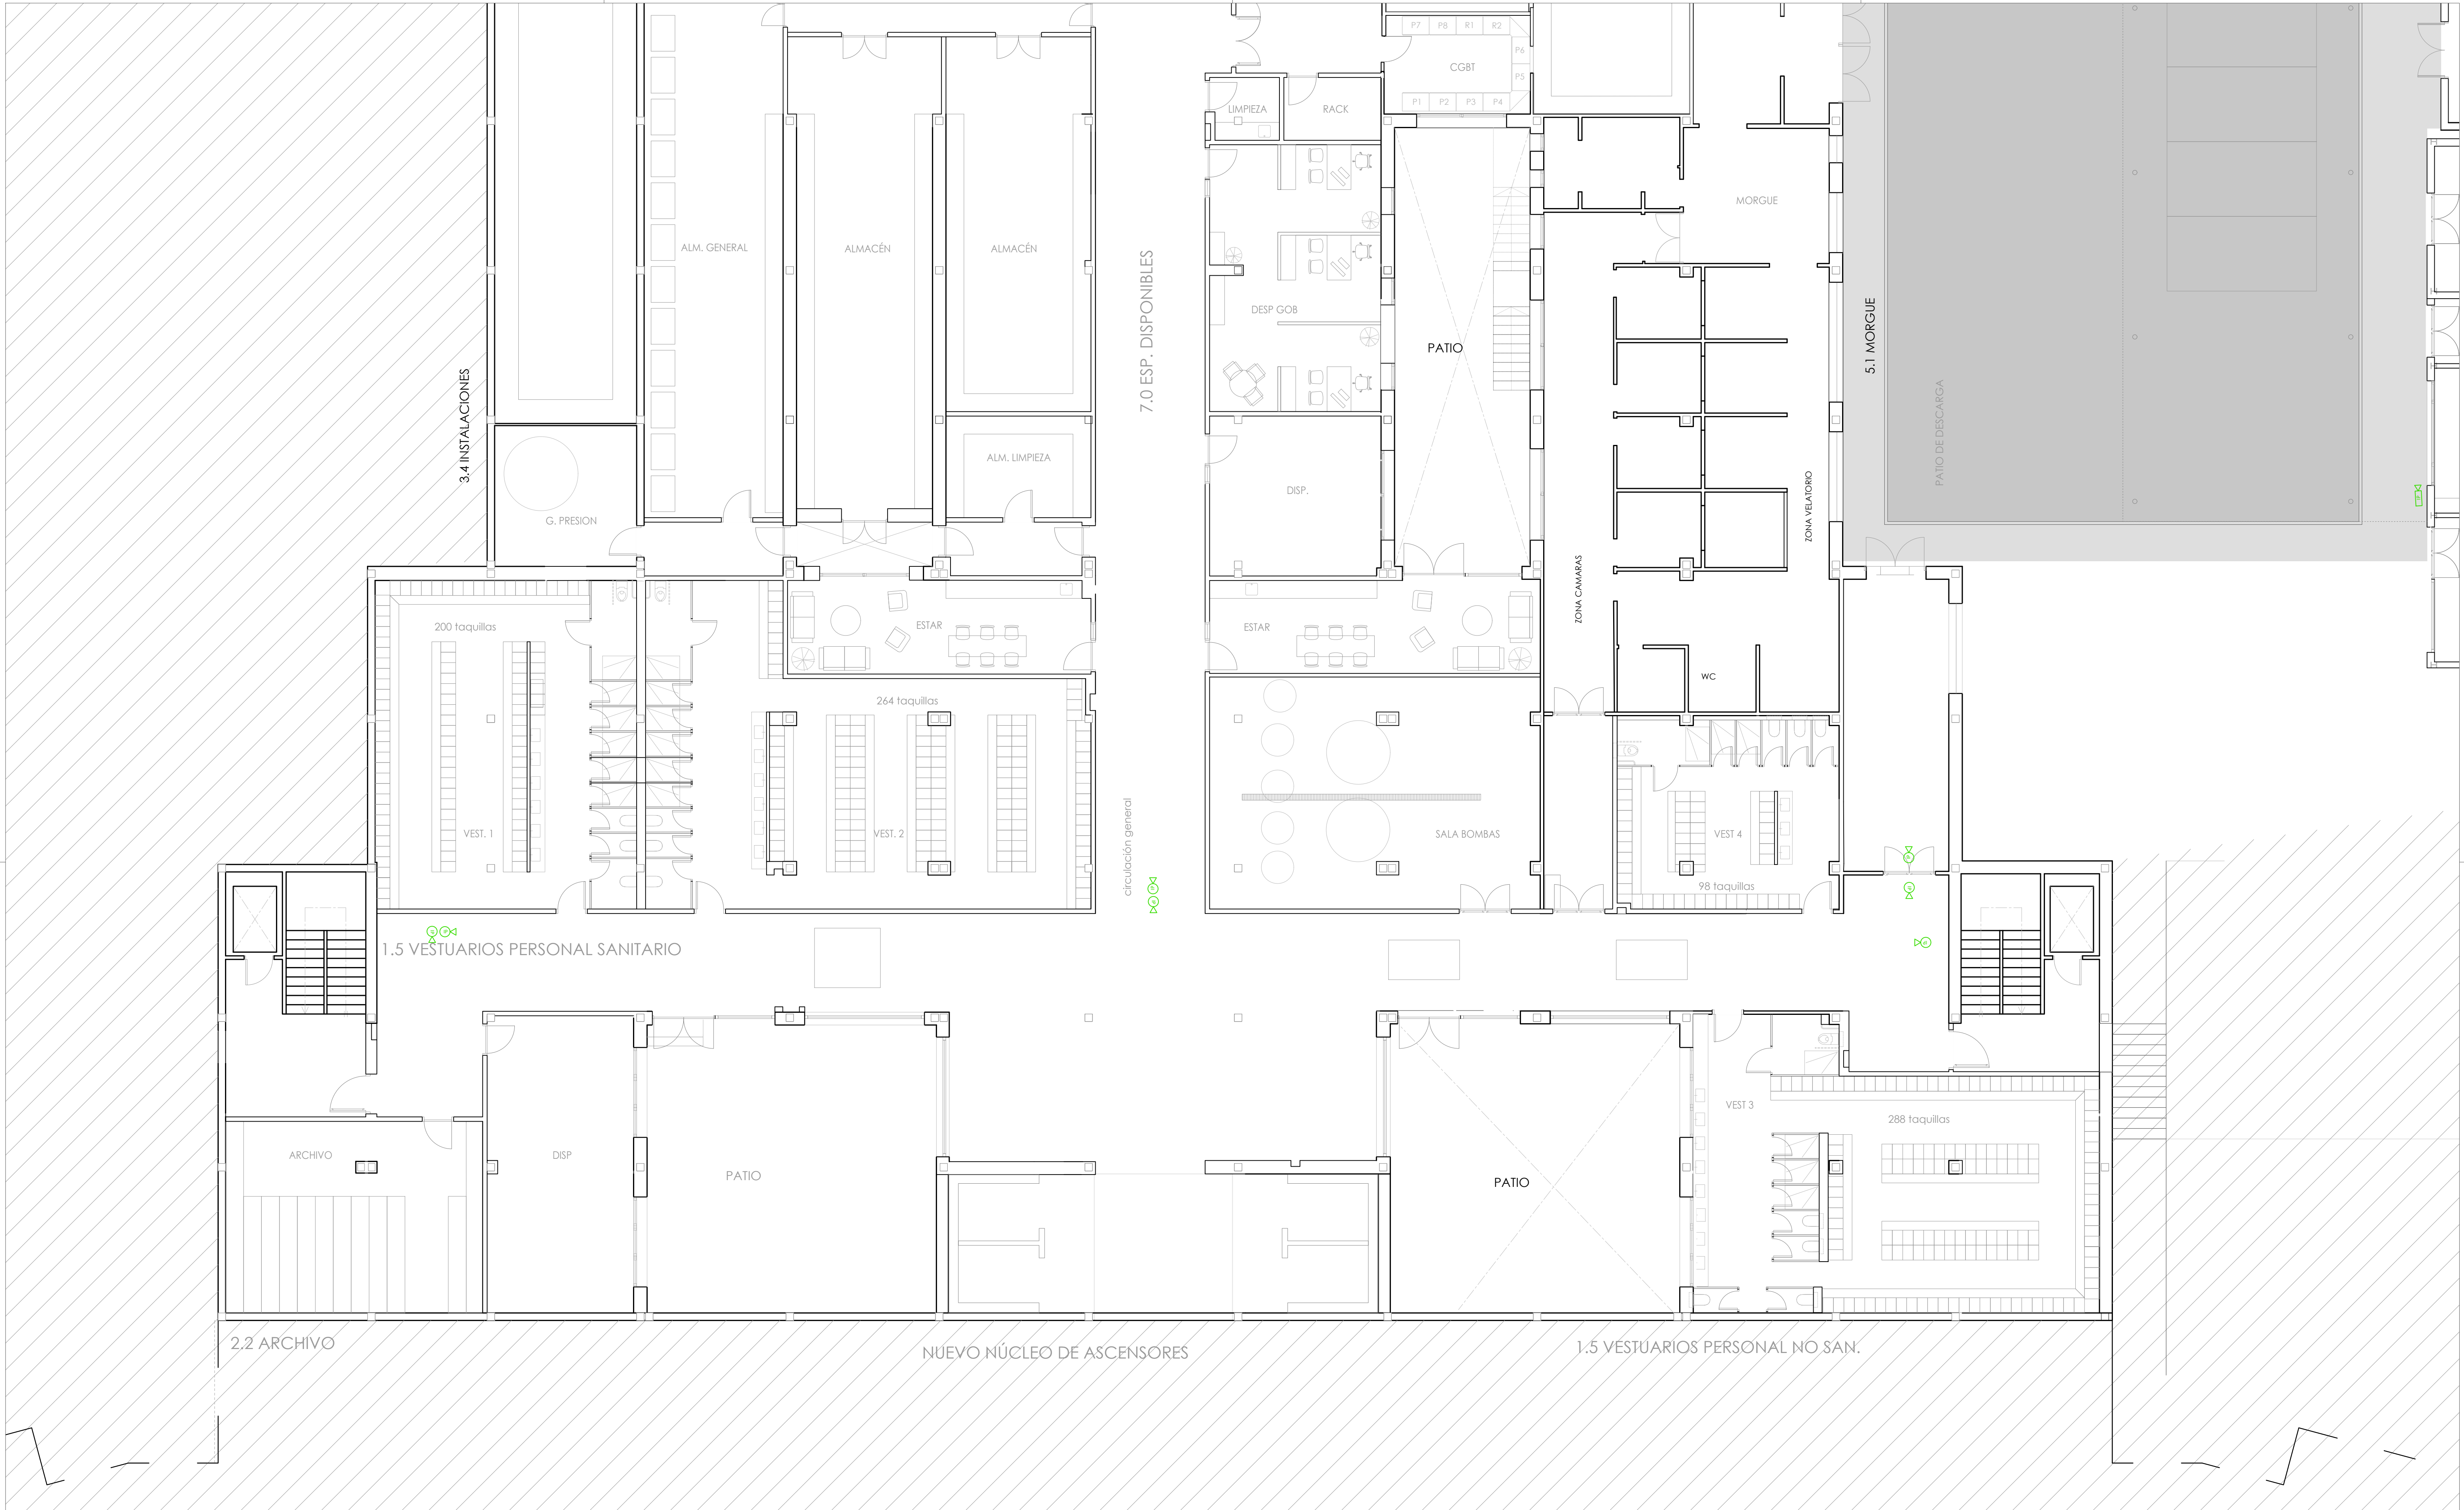 P7 P8 R1 R2
P6
CGBT
P5
P1 P2 P3 P4
LIMPIEZA
RACK
MORGUE
ALM. GENERAL
ALMACÉN
ALMACÉN
7.0 ESP. DISPONIBLES
DESP GOB
PATIO
5.1 MORGUE
PATIO DE DESCARGA
3.4 INSTALACIONES
ALM. LIMPIEZA
DISP.
ZONA VELATORIO
G. PRESION
ZONA CAMARAS
200 taquillas
ESTAR
ESTAR
WC
264 taquillas
VEST. 1
VEST. 2
circulación general
SALA BOMBAS
VEST 4
98 taquillas
1.5 VESTUARIOS PERSONAL SANITARIO
VEST 3
288 taquillas
ARCHIVO
DISP
PATIO
PATIO
2.2 ARCHIVO
NUEVO NÚCLEO DE ASCENSORES
1.5 VESTUARIOS PERSONAL NO SAN.